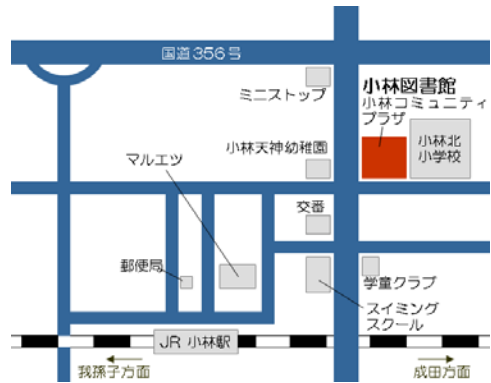 国道356号
ミニストップ
小林図書館
小林コミュニティ
プラザ
小林北
小学校
小林天神幼稚園
マルエツ
交番
郵便局
学童クラブ
スイミング
スクール
JR 小林駅
我孫子方面
成田方面